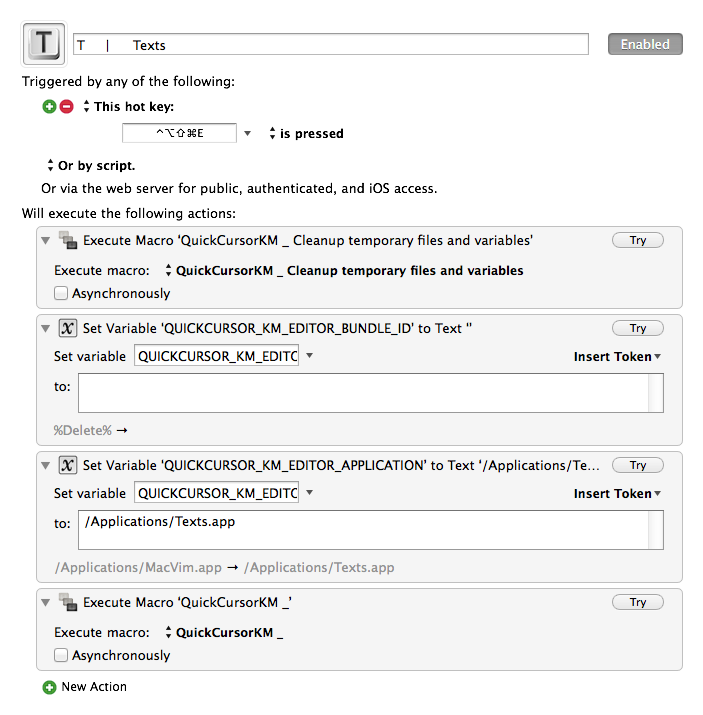 T
T | Texts
Enabled
Triggered by any of the following:
This hot key:
^⌥⇧⌘E
is pressed
Or by script.
Or via the web server for public, authenticated, and iOS access.
Will execute the following actions:
Execute Macro 'QuickCursorKM _ Cleanup temporary files and variables'
Try
Execute macro: QuickCursorKM _ Cleanup temporary files and variables
Asynchronously
X Set Variable 'QUICKCURSOR_KM_EDITOR_BUNDLE_ID' to Text ''
Try
Set variable QUICKCURSOR_KM_EDITC
Insert Token
to:
%Delete% →
X Set Variable 'QUICKCURSOR_KM_EDITOR_APPLICATION' to Text '/Applications/Te...
Try
Set variable QUICKCURSOR_KM_EDITC
Insert Token
to: /Applications/Texts.app
/Applications/MacVim.app → /Applications/Texts.app
Execute Macro 'QuickCursorKM _'
Try
Execute macro: QuickCursorKM _
Asynchronously
New Action